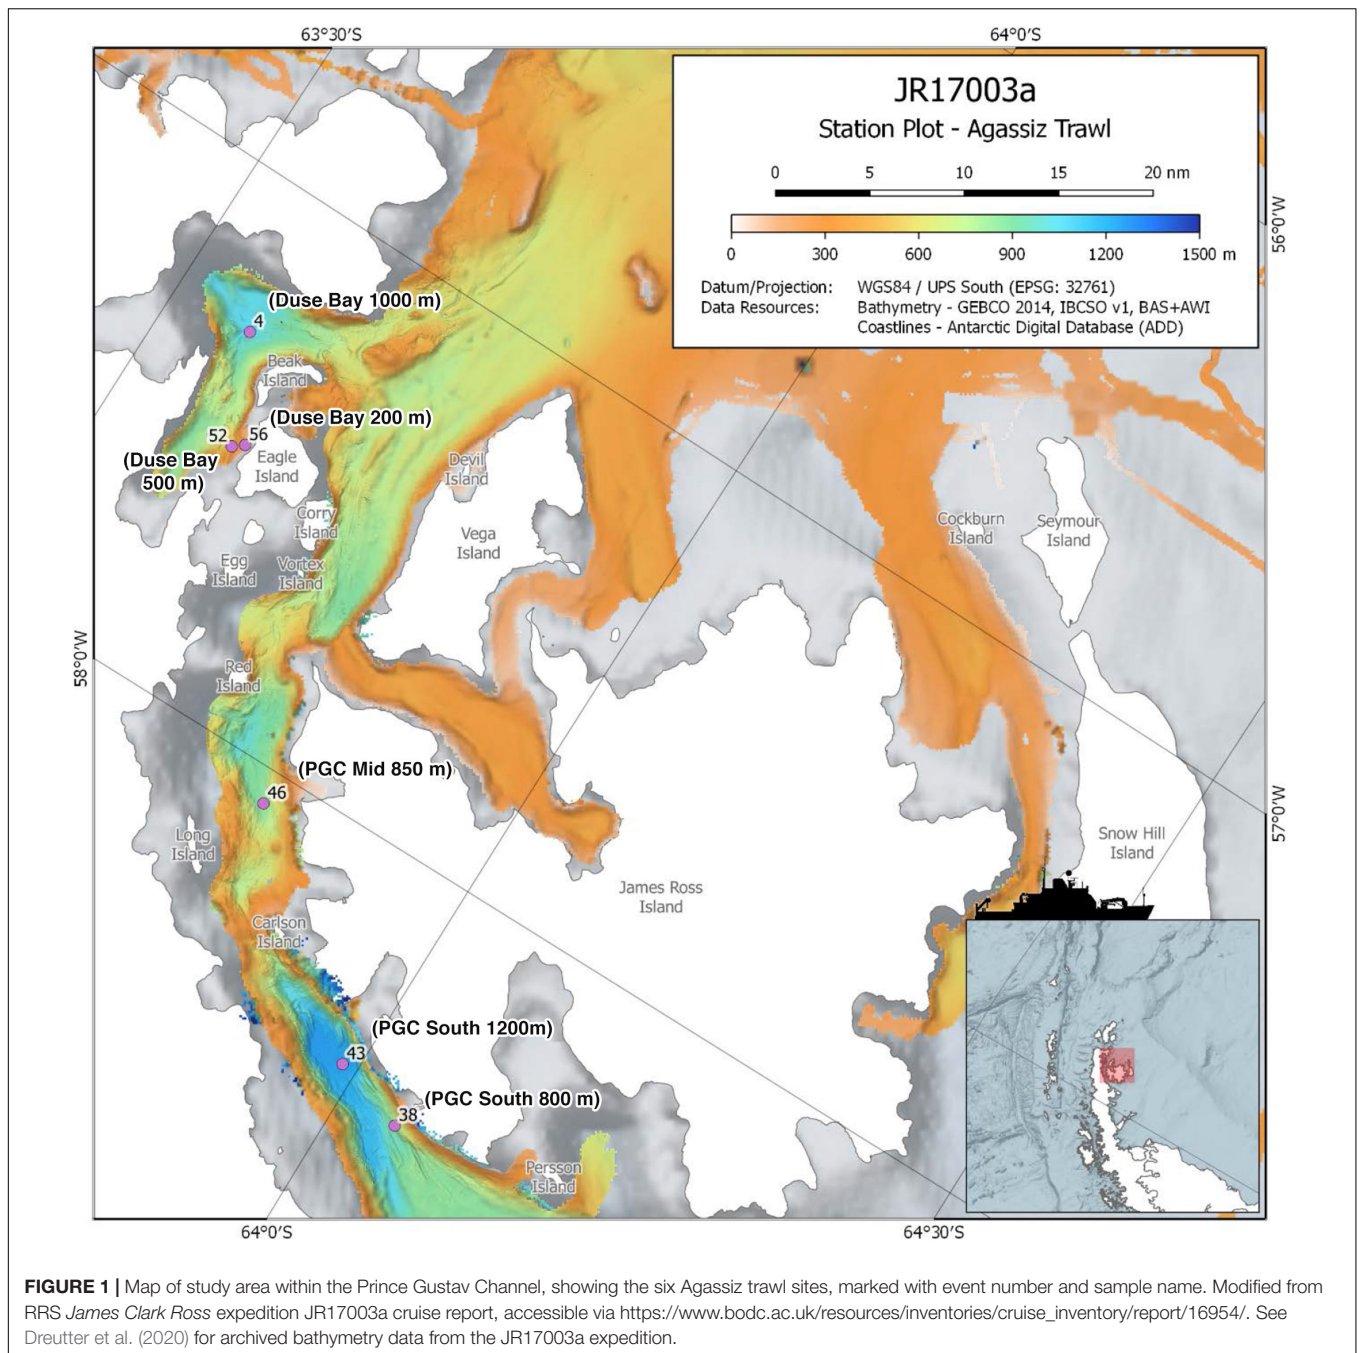 63°30'S
64°0'S
JR17003a
Station Plot - Agassiz Trawl
0 5 10 15 20 nm
0 300 600 900 1200 1500 m
Datum/Projection: WGS84 / UPS South (EPSG: 32761)
Data Resources: Bathymetry - GEBCO 2014, IBCSO v1, BAS+AWI
Coastlines - Antarctic Digital Database (ADD)
56°0'W
(Duse Bay 1000 m)
4
Beak
Island
(Duse Bay 200 m)
52
56
(Duse Bay
500 m)
Eagle
Island
Devil
Island
Corry
Island
Vega
Island
Cockburn
Island
Seymour
Island
Egg
Island
Vortex
Island
58°0'W
Red
Island
(PGC Mid 850 m)
46
57°0'W
Long
Island
Snow Hill
Island
James Ross
Island
Carlson
Island
(PGC South 1200m)
43
(PGC South 800 m)
38
Persson
Island
64°0'S
64°30'S
FIGURE 1 | Map of study area within the Prince Gustav Channel, showing the six Agassiz trawl sites, marked with event number and sample name. Modified from
RRS James Clark Ross expedition JR17003a cruise report, accessible via https://www.bodc.ac.uk/resources/inventories/cruise_inventory/report/16954/. See
Dreutter et al. (2020) for archived bathymetry data from the JR17003a expedition.